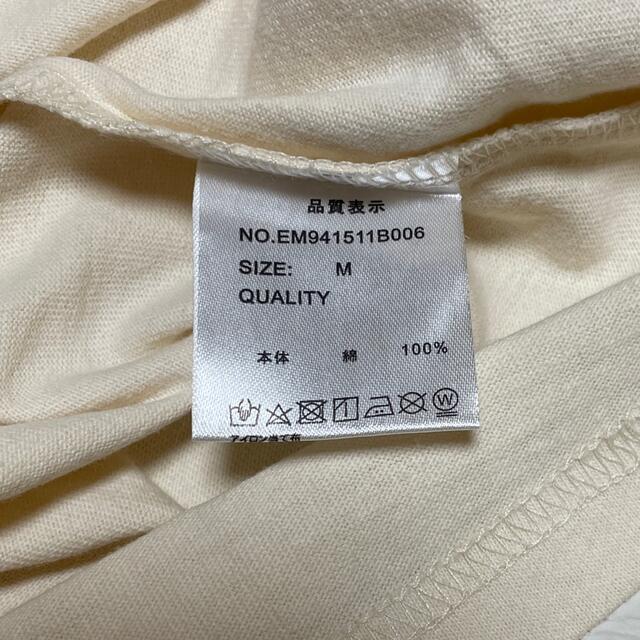 品質表示
NO.EM941511B006
SIZE: M
QUALITY
本体 綿 100%
W
アイロン当て布